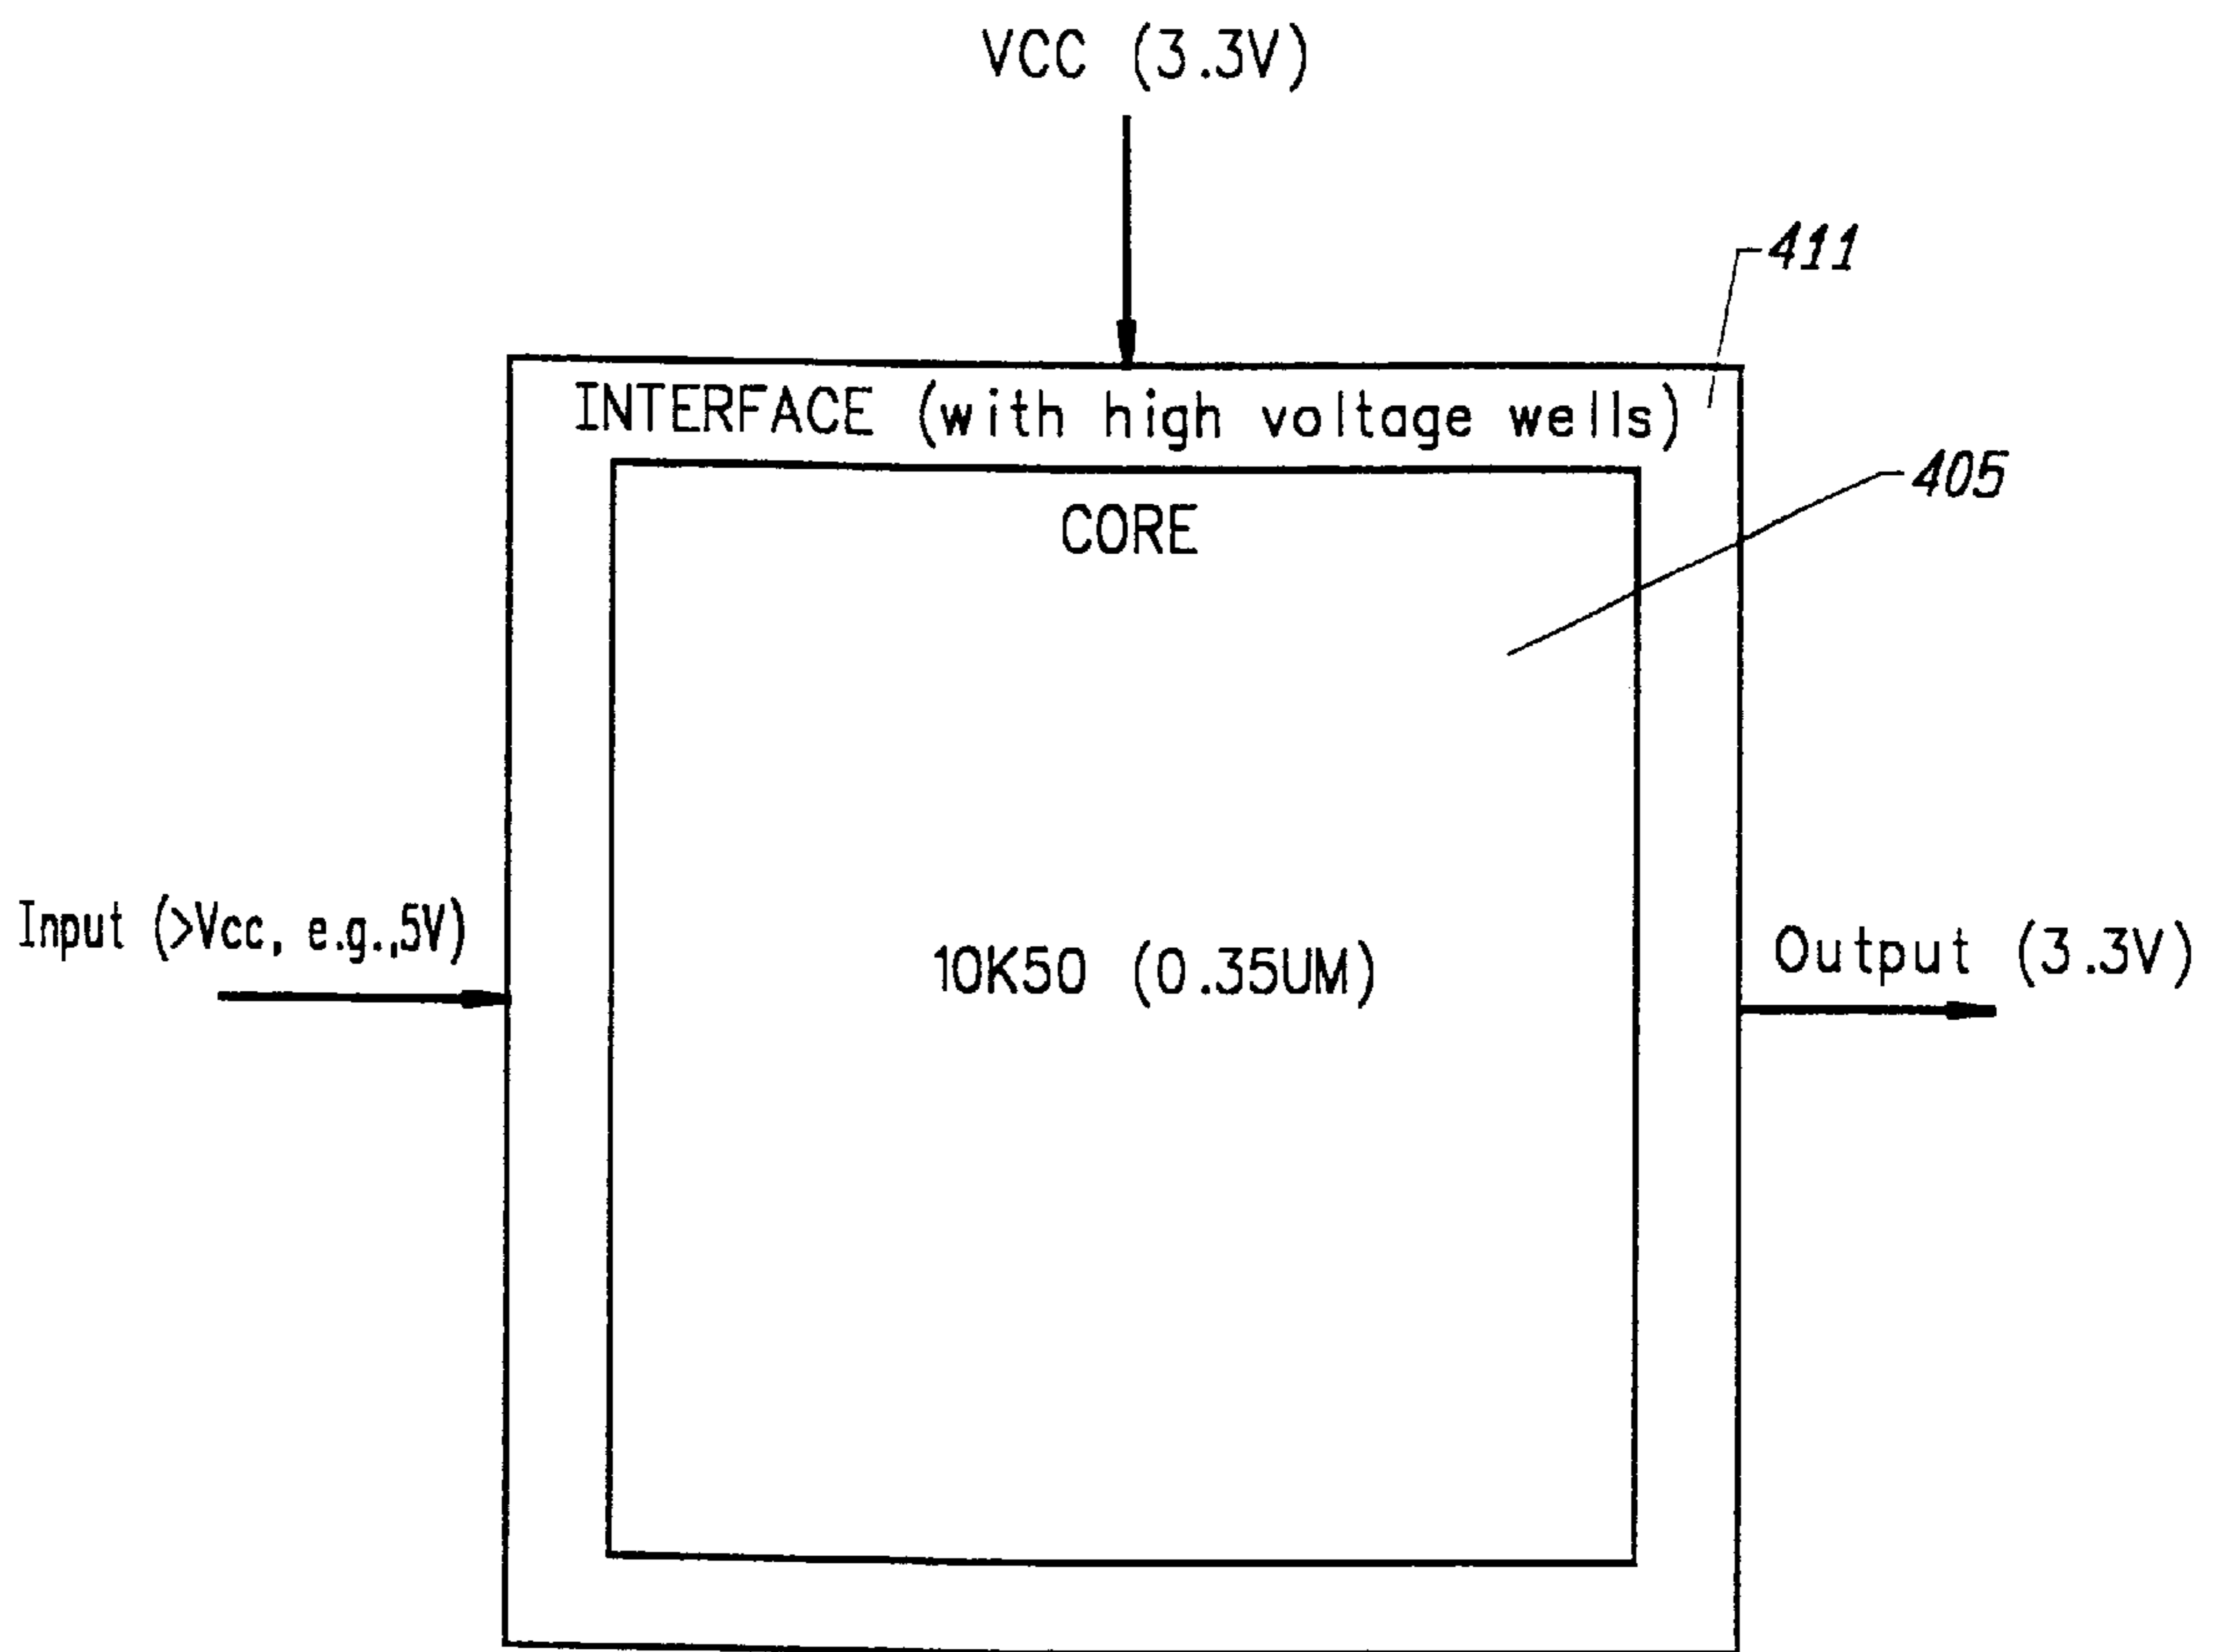 VCC (3.3V)
411
INTERFACE (with high voltage wells)
405
CORE
Input (>Vcc, e.g.,5V)
10K50 (0.35UM)
Output (3.3V)